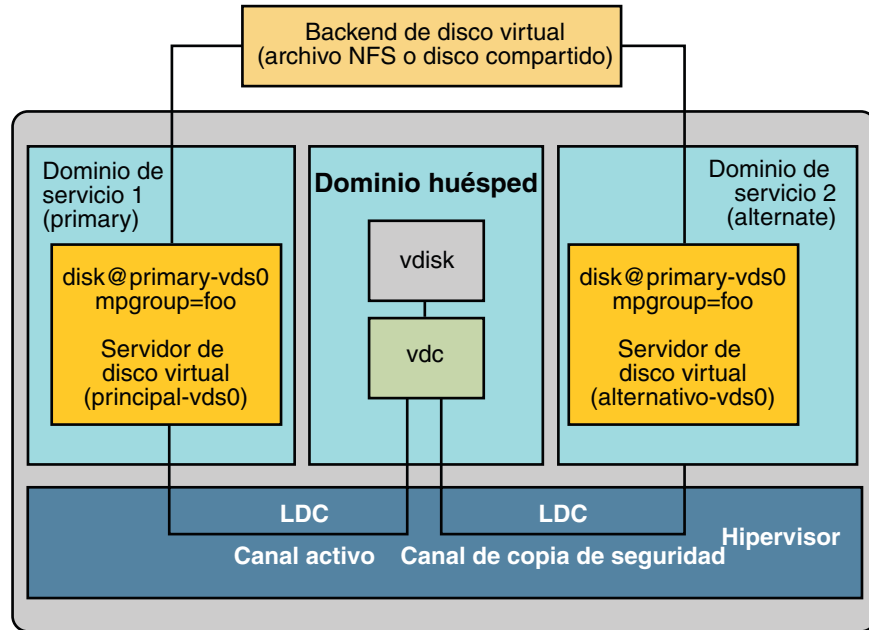 Backend de disco virtual
(archivo NFS o disco compartido)
Dominio de
servicio 1
(primary)
disk@primary-vds0
mpgroup=foo
Servidor de
disco virtual
(principal-vds0)
Dominio huésped
vdisk
vdc
Dominio de
servicio 2
(alternate)
disk@primary-vds0
mpgroup=foo
Servidor de
disco virtual
(alternativo-vds0)
LDC
Canal activo
LDC
Canal de copia de seguridad
Hipervisor